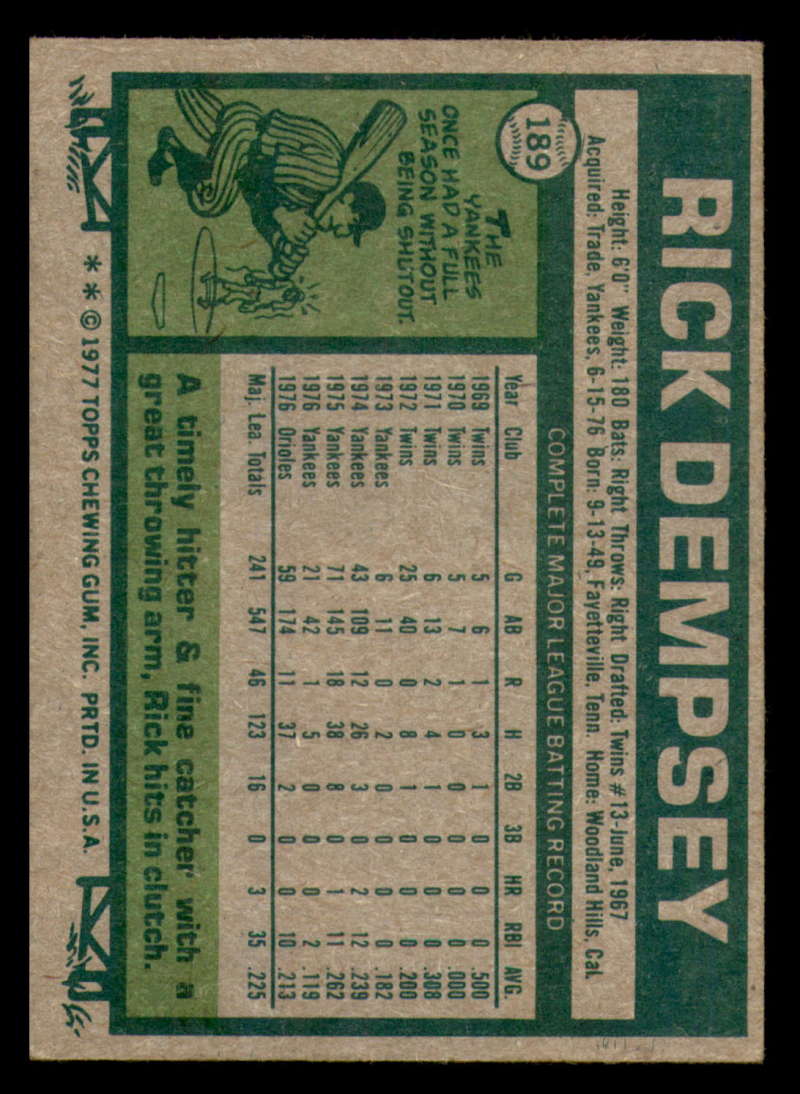 189
RICK DEMPSEY
Height: 6'0" Weight: 180 Bats: Right Throws: Right Drafted: Twins #13-June, 1967
Acquired: Trade, Yankees, 6-15-76 Born: 9-13-49, Fayetteville, Tenn. Home: Woodland Hills, Cal.
THE
YANKEES
ONCE HAD A FULL
SEASON WITHOUT
BEING SHUTOUT.
COMPLETE MAJOR LEAGUE BATTING RECORD
Year Club G AB R H 2B 3B HR RBI AVG.
1969 Twins 5 6 1 3 1 0 0 0 .500
1970 Twins 5 7 1 0 0 0 0 0 .000
1971 Twins 6 13 2 4 1 0 0 0 .308
1972 Twins 25 40 0 8 1 0 0 0 .200
1973 Yankees 6 11 0 2 0 0 0 0 .182
1974 Yankees 43 109 12 26 3 0 2 12 .239
1975 Yankees 71 145 18 38 8 0 1 11 .262
1976 Yankees 21 42 1 5 0 0 0 2 .119
1976 Orioles 59 174 11 37 2 0 0 10 .213
Maj. Lea. Totals 241 547 46 123 16 0 3 35 .225
A timely hitter & fine catcher with a
great throwing arm, Rick hits in clutch.
* * © 1977 TOPPS CHEWING GUM, INC. PRTD. IN U.S.A.